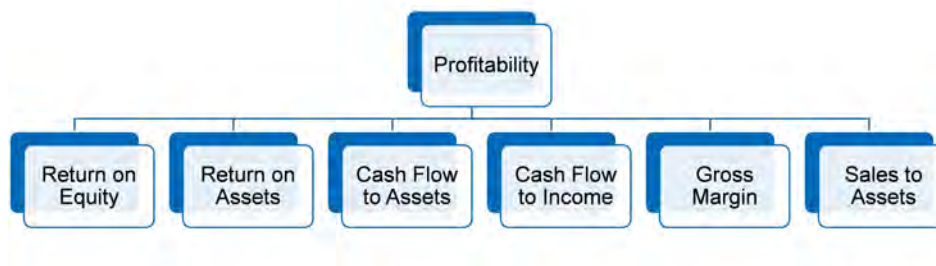 Profitability
Return on
Equity
Return on
Assets
Cash Flow
to Assets
Cash Flow
to Income
Gross
Margin
Sales to
Assets